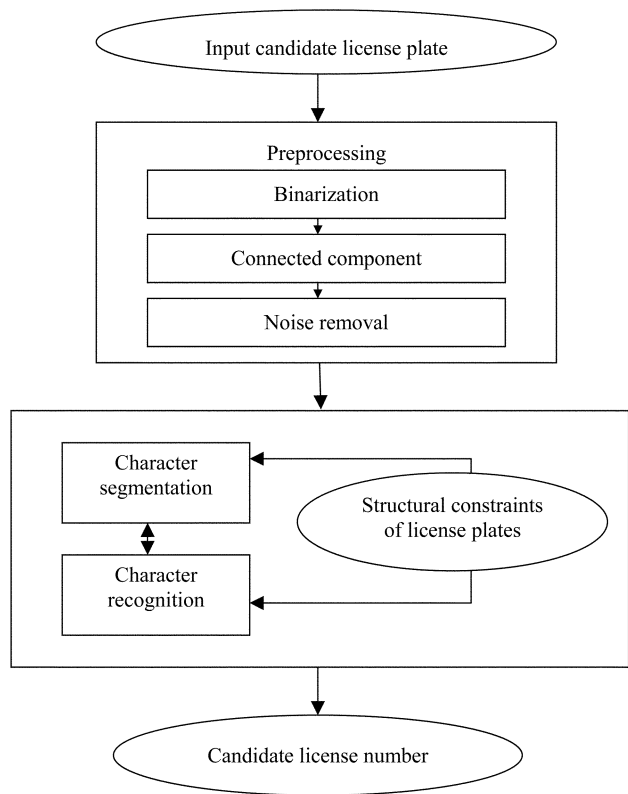 Input candidate license plate
Preprocessing
Binarization
Connected component
Noise removal
Character
segmentation
Structural constraints
of license plates
Character
recognition
Candidate license number